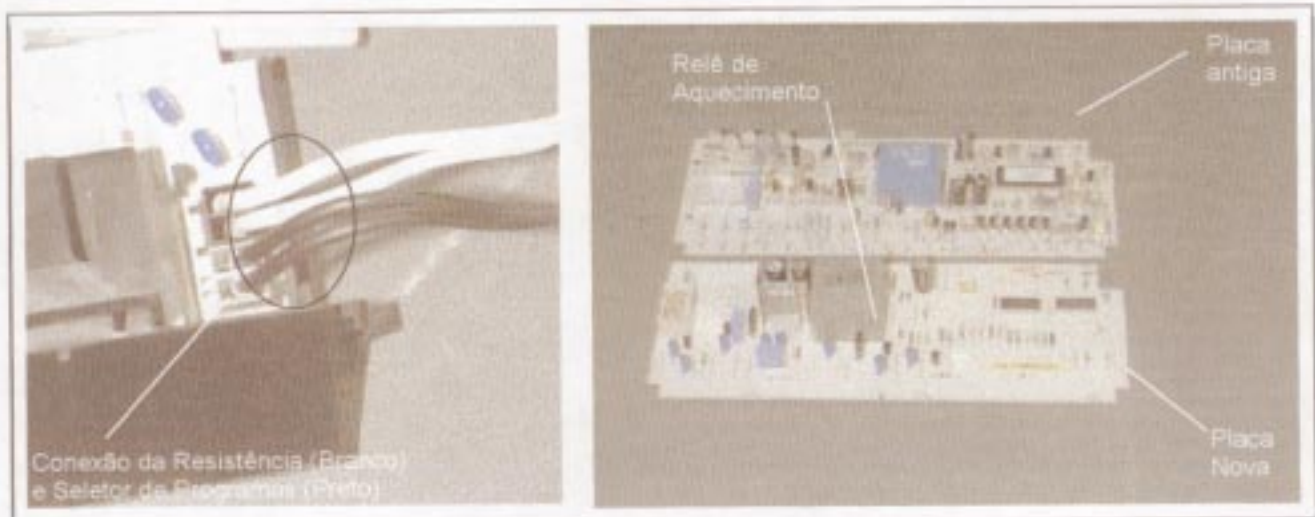 Conexão da Resistência (Branco)
e Seletor de Programas (Preto)
Relê de
Aquecimento
Placa
antiga
Placa
Nova